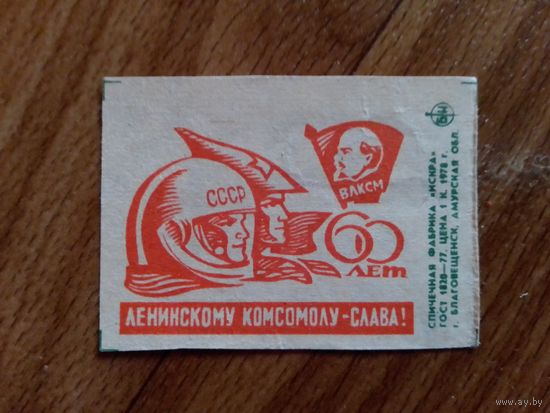 СССР
ВЛКСМ
60
ЛЕТ
ЛЕНИНСКОМУ КОМСОМОЛУ-СЛАВА!
СПИЧЕЧНАЯ ФАБРИКА «ИСКРА»
ГОСТ 1820—77. ЦЕНА 1 К. 1978 г.
г. БЛАГОВЕЩЕНСК, АМУРСКАЯ ОБЛ.
www.ay.by